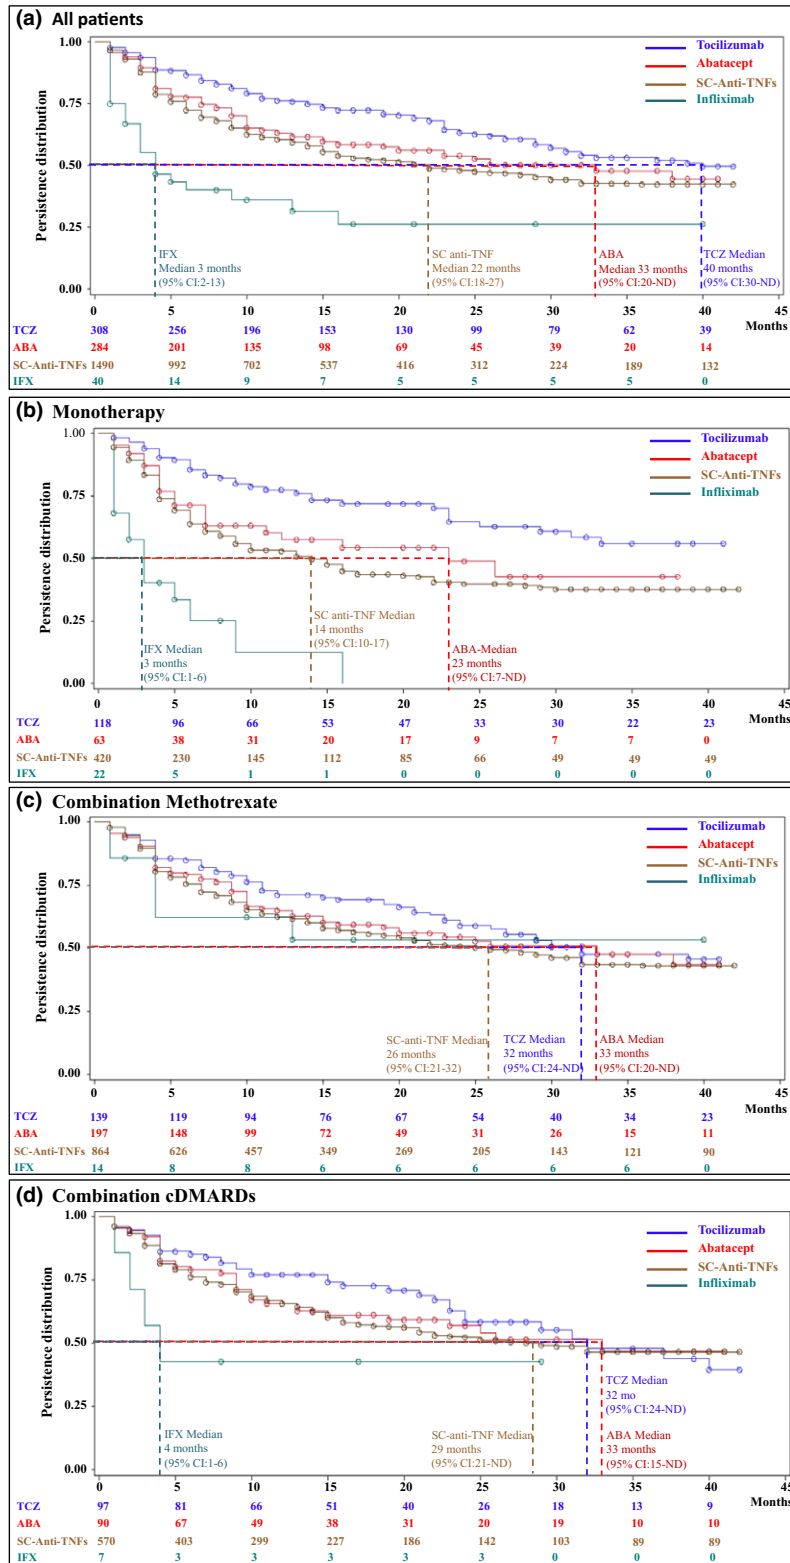 (a) All patients
1.00
0.75
0.50
0.25
0.00
Persistence distribution
Tocilizumab
Abatacept
SC-Anti-TNFs
Infliximab
IFX
Median 3 months
(95% CI:2-13)
SC anti-TNF
Median 22 months
(95% CI:18-27)
ABA
Median 33 months
(95% CI:20-ND)
TCZ Median
40 months
(95% CI:30-ND)
0 5 10 15 20 25 30 35 40 45
Months
TCZ 308 256 196 153 130 99 79 62 39
ABA 284 201 135 98 69 45 39 20 14
SC-Anti-TNFs 1490 992 702 537 416 312 224 189 132
IFX 40 14 9 7 5 5 5 5 0
(b) Monotherapy
1.00
0.75
0.50
0.25
0.00
Persistence distribution
Tocilizumab
Abatacept
SC-Anti-TNFs
Infliximab
IFX Median
3 months
(95% CI:1-6)
SC anti-TNF Median
14 months
(95% CI:10-17)
ABA-Median
23 months
(95% CI:7-ND)
0 5 10 15 20 25 30 35 40 45
Months
TCZ 118 96 66 53 47 33 30 22 23
ABA 63 38 31 20 17 9 7 7 0
SC-Anti-TNFs 420 230 145 112 85 66 49 49 49
IFX 22 5 1 1 0 0 0 0 0
(c) Combination Methotrexate
1.00
0.75
0.50
0.25
0.00
Persistence distribution
Tocilizumab
Abatacept
SC-Anti-TNFs
Infliximab
SC-anti-TNF Median
26 months
(95% CI:21-32)
TCZ Median
32 months
(95% CI:24-ND)
ABA Median
33 months
(95% CI:20-ND)
0 5 10 15 20 25 30 35 40 45
Months
TCZ 139 119 94 76 67 54 40 34 23
ABA 197 148 99 72 49 31 26 15 11
SC-Anti-TNFs 864 626 457 349 269 205 143 121 90
IFX 14 8 8 6 6 6 6 6 0
(d) Combination cDMARDs
1.00
0.75
0.50
0.25
0.00
Persistence distribution
Tocilizumab
Abatacept
SC-Anti-TNFs
Infliximab
IFX Median
4 months
(95% CI:1-6)
SC-anti-TNF Median
29 months
(95% CI:21-ND)
TCZ Median
32 mo
(95% CI:24-ND)
ABA Median
33 months
(95% CI:15-ND)
0 5 10 15 20 25 30 35 40 45
Months
TCZ 97 81 66 51 40 26 18 13 9
ABA 90 67 49 38 31 20 19 10 10
SC-Anti-TNFs 570 403 299 227 186 142 103 89 89
IFX 7 3 3 3 3 3 0 0 0